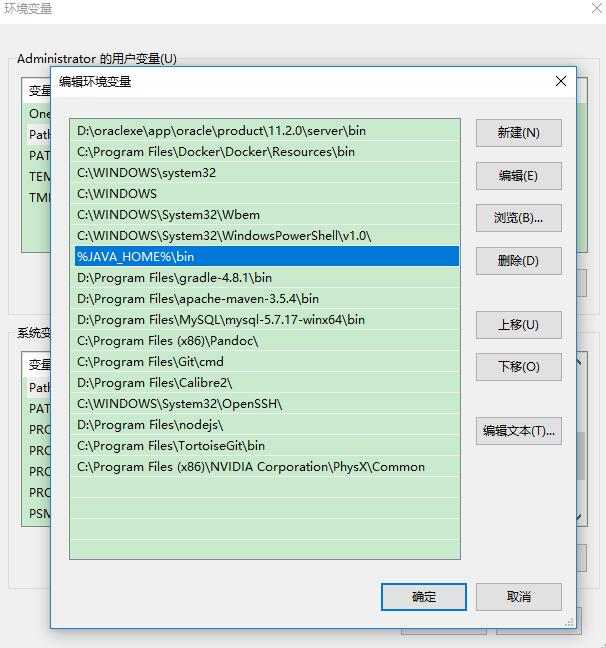 环境变量
Administrator 的用户变量(U)
编辑环境变量
变量
One
Path
PAT
TEM
TMI
D:\oraclexe\app\oracle\product\11.2.0\server\bin
C:\Program Files\Docker\Docker\Resources\bin
C:\WINDOWS\system32
C:\WINDOWS
C:\WINDOWS\System32\Wbem
C:\WINDOWS\System32\WindowsPowerShell\v1.0\
%JAVA_HOME%\bin
D:\Program Files\gradle-4.8.1\bin
D:\Program Files\apache-maven-3.5.4\bin
D:\Program Files\MySQL\mysql-5.7.17-winx64\bin
C:\Program Files (x86)\Pandoc\
C:\Program Files\Git\cmd
D:\Program Files\Calibre2\
C:\WINDOWS\System32\OpenSSH\
D:\Program Files\nodejs\
C:\Program Files\TortoiseGit\bin
C:\Program Files (x86)\NVIDIA Corporation\PhysX\Common
新建(N)
编辑(E)
浏览(B)...
删除(D)
上移(U)
下移(O)
编辑文本(T)...
系统变
变量
Path
PAT
PRC
PRC
PRC
PRC
PSM
确定
取消